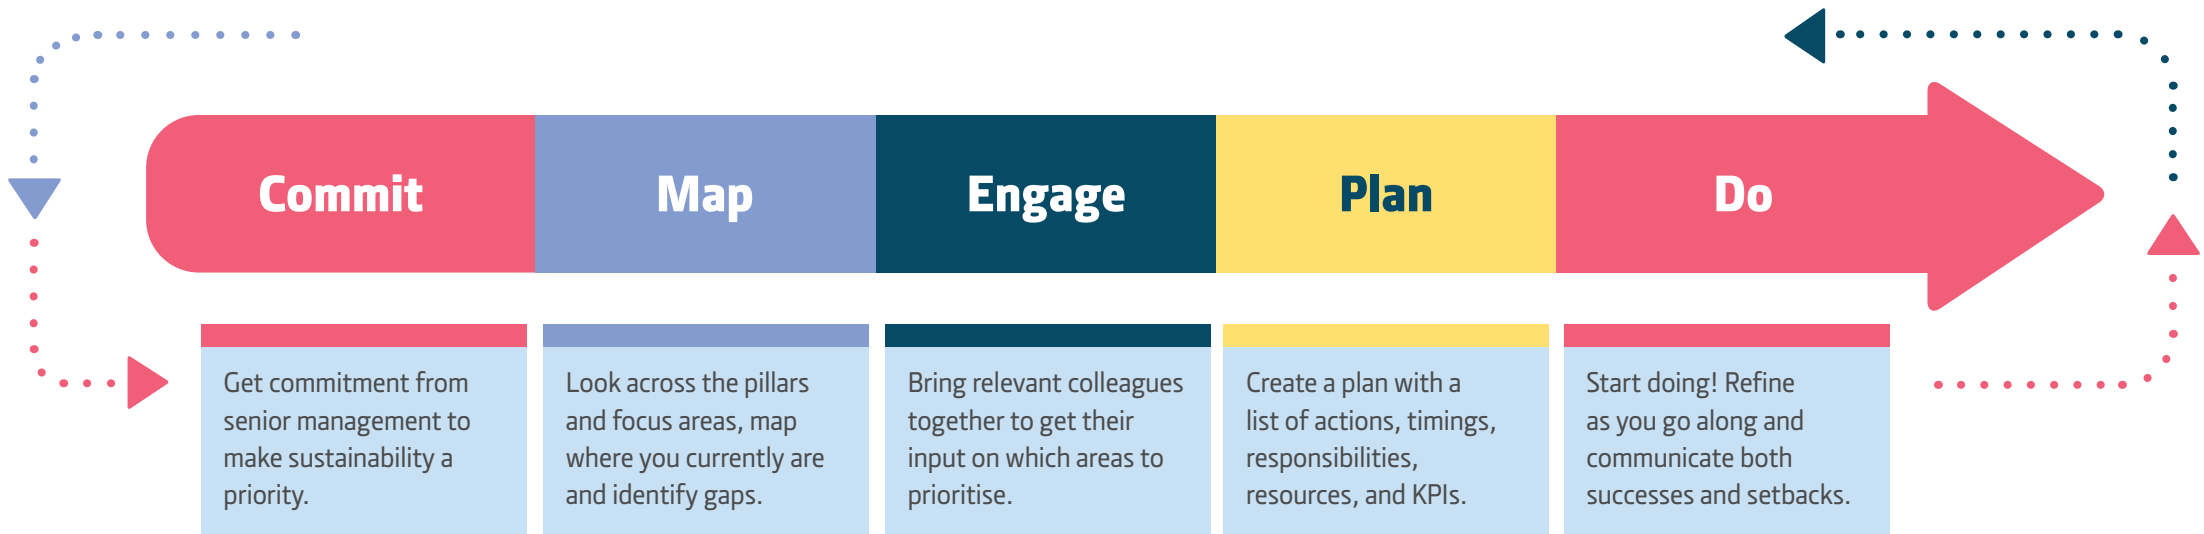 Commit
Map
Engage
Plan
Do
Get commitment from
senior management to
make sustainability a
priority.
Look across the pillars
and focus areas, map
where you currently are
and identify gaps.
Bring relevant colleagues
together to get their
input on which areas to
prioritise.
Create a plan with a
list of actions, timings,
responsibilities,
resources, and KPIs.
Start doing! Refine
as you go along and
communicate both
successes and setbacks.